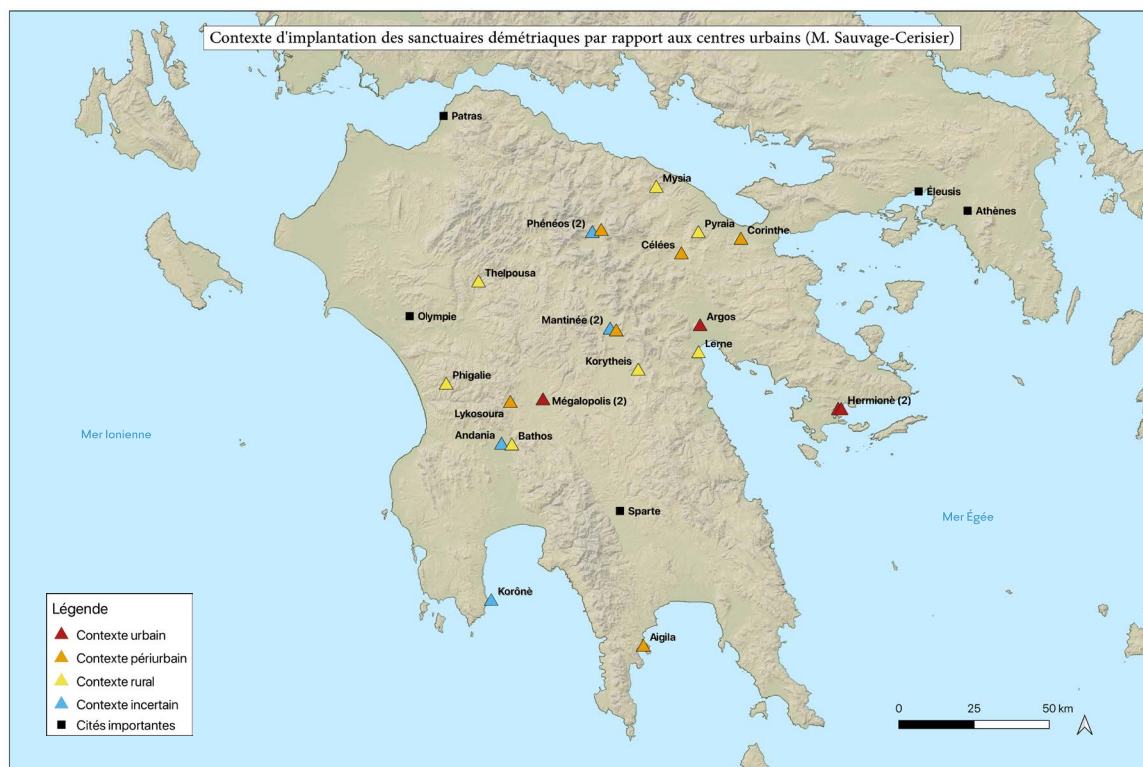 Contexte d'implantation des sanctuaires démétriaques par rapport aux centres urbains (M. Sauvage-Cerisier)
Patras
Mysia
Éleusis
Athènes
Phénéos (2)
Pyraia
Corinthe
Célées
Thelpousa
Olympie
Mantinée (2)
Argos
Lerne
Korytheis
Phigalie
Lykosoura
Mégalopolis (2)
Hermionè (2)
Mer Ionienne
Andania
Bathos
Sparte
Mer Égée
Korônè
Aigila
Légende
Contexte urbain
Contexte périurbain
Contexte rural
Contexte incertain
Cités importantes
0 25 50 km